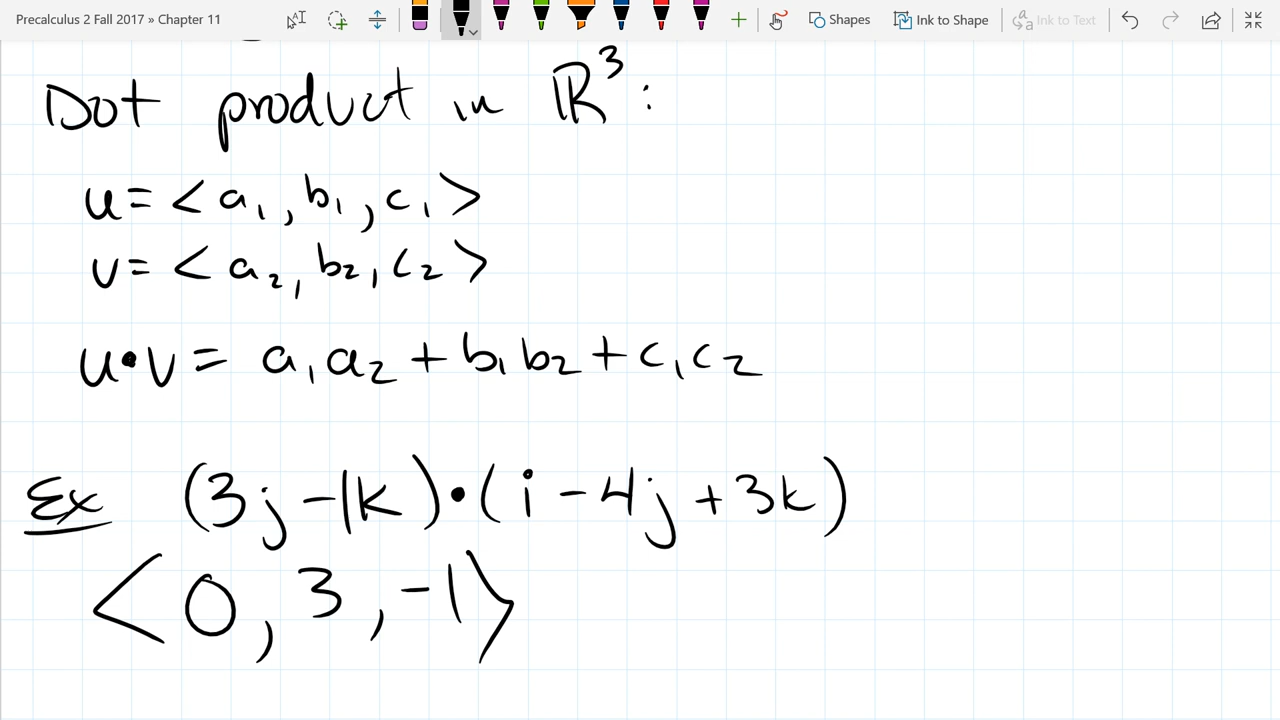 Precalculus 2 Fall 2017 » Chapter 11 Shapes Ink to Shape Ink to Text
Dot product in ℝ³:
u = <a₁, b₁, c₁>
v = <a₂, b₂, c₂>
u•v = a₁a₂ + b₁b₂ + c₁c₂
Ex (3j - 1k)•(i - 4j + 3k)
<0, 3, -1>